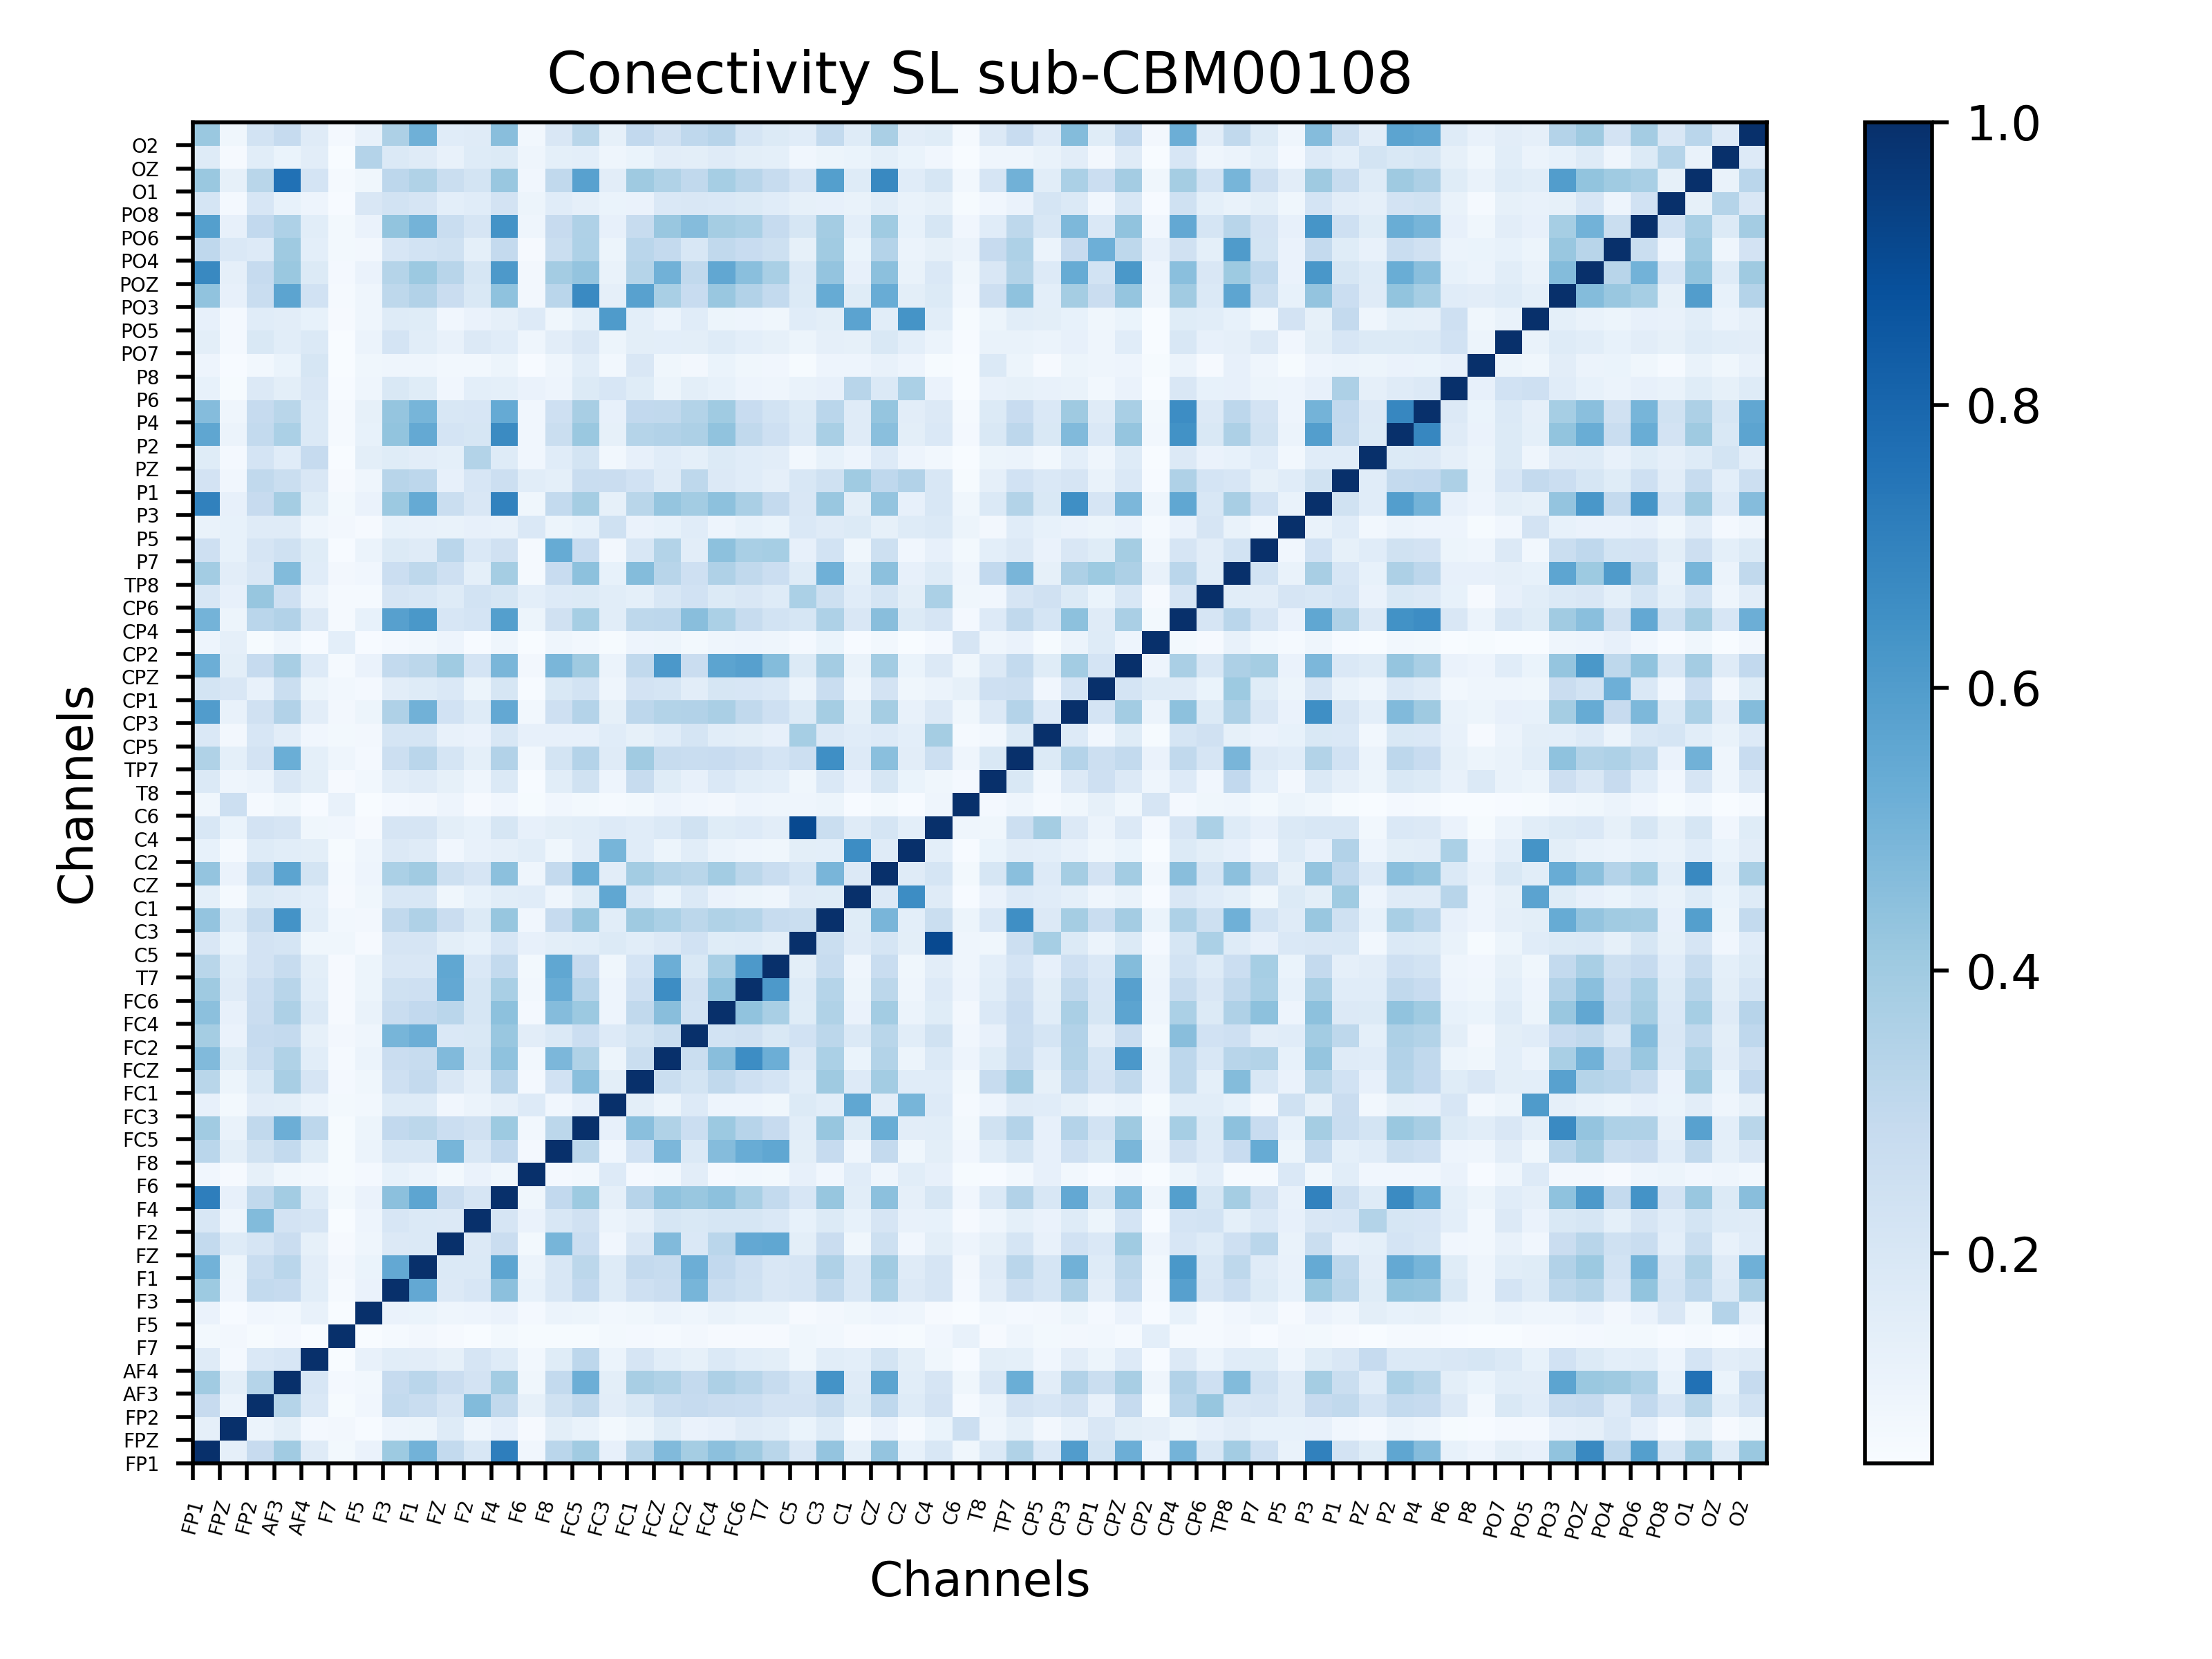 Conectivity SL sub-CBM00108
Channels
O2
OZ
O1
PO8
PO6
PO4
POZ
PO3
PO5
PO7
P8
P6
P4
P2
PZ
P1
P3
P5
P7
TP8
CP6
CP4
CP2
CPZ
CP1
CP3
CP5
TP7
T8
C6
C4
C2
CZ
C1
C3
C5
T7
FC6
FC4
FC2
FCZ
FC1
FC3
FC5
F8
F6
F4
F2
FZ
F1
F3
F5
F7
AF4
AF3
FP2
FPZ
FP1
FP1 FPZ FP2 AF3 AF4 F7 F5 F3 F1 FZ F2 F4 F6 F8 FC5 FC3 FC1 FCZ FC2 FC4 FC6 T7 C5 C3 C1 CZ C2 C4 C6 T8 TP7 CP5 CP3 CP1 CPZ CP2 CP4 CP6 TP8 P7 P5 P3 P1 PZ P2 P4 P6 P8 PO7 PO5 PO3 POZ PO4 PO6 PO8 O1 OZ O2
Channels
1.0
0.8
0.6
0.4
0.2